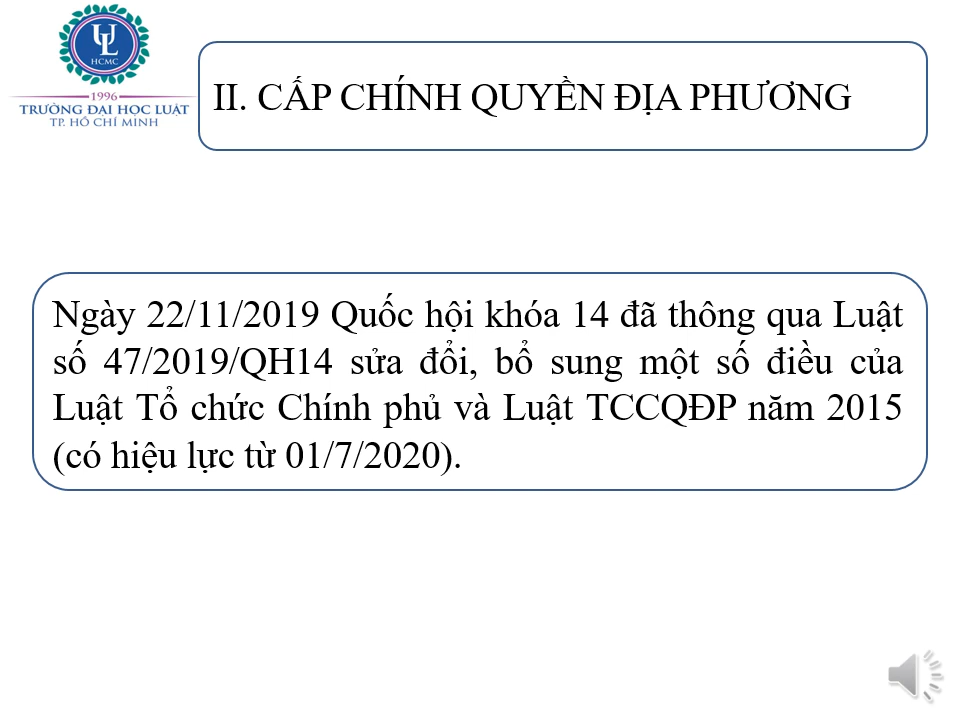 UL
HCMC
1996
TRƯỜNG ĐẠI HỌC LUẬT
TP. HỒ CHÍ MINH
II. CẤP CHÍNH QUYỀN ĐỊA PHƯƠNG
Ngày 22/11/2019 Quốc hội khóa 14 đã thông qua Luật
số 47/2019/QH14 sửa đổi, bổ sung một số điều của
Luật Tổ chức Chính phủ và Luật TCCQĐP năm 2015
(có hiệu lực từ 01/7/2020).